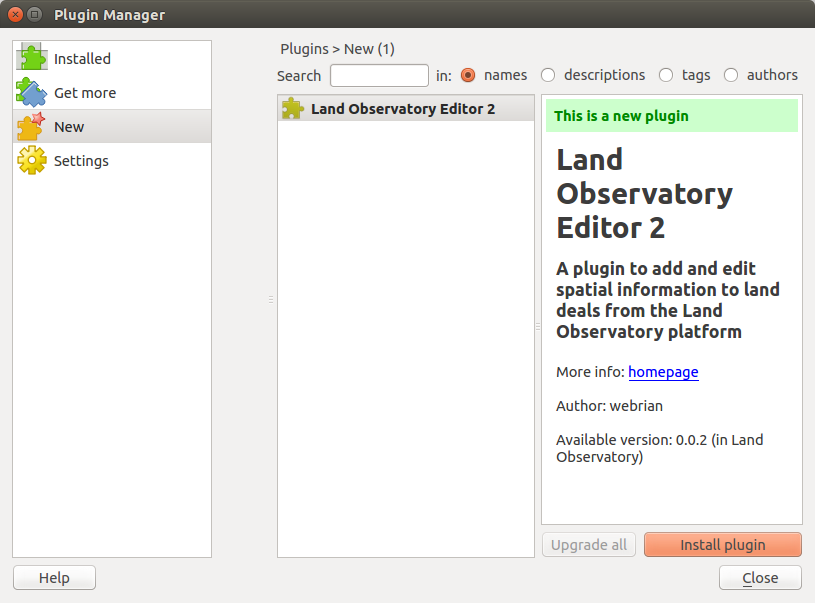 Plugin Manager
Installed
Get more
New
Settings
Plugins > New (1)
Search in: names descriptions tags authors
Land Observatory Editor 2
This is a new plugin
Land
Observatory
Editor 2
A plugin to add and edit
spatial information to land
deals from the Land
Observatory platform
More info: homepage
Author: webrian
Available version: 0.0.2 (in Land
Observatory)
Upgrade all Install plugin
Help Close